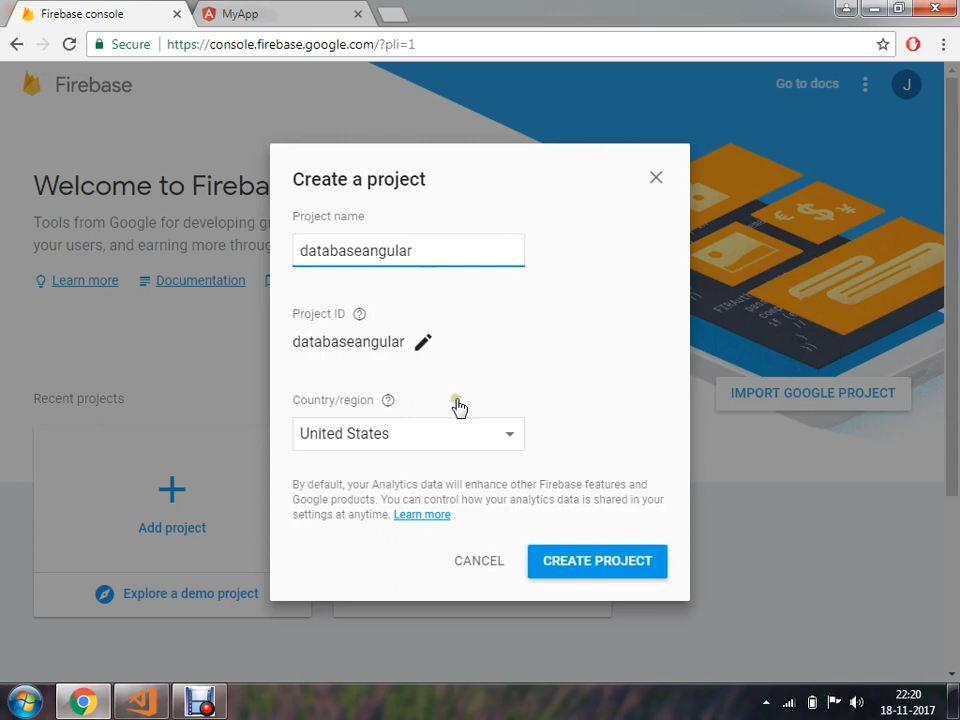 Firebase console
MyApp
Secure
https://console.firebase.google.com/?pli=1
Firebase
Go to docs
J
Welcome to Fireba
Tools from Google for developing gr
your users, and earning more throug
Learn more
Documentation
Create a project
Project name
databaseangular
Project ID
databaseangular
Country/region
United States
By default, your Analytics data will enhance other Firebase features and
Google products. You can control how your analytics data is shared in your
settings at anytime. Learn more
CANCEL
CREATE PROJECT
IMPORT GOOGLE PROJECT
Recent projects
Add project
Explore a demo project
22:20
18-11-2017